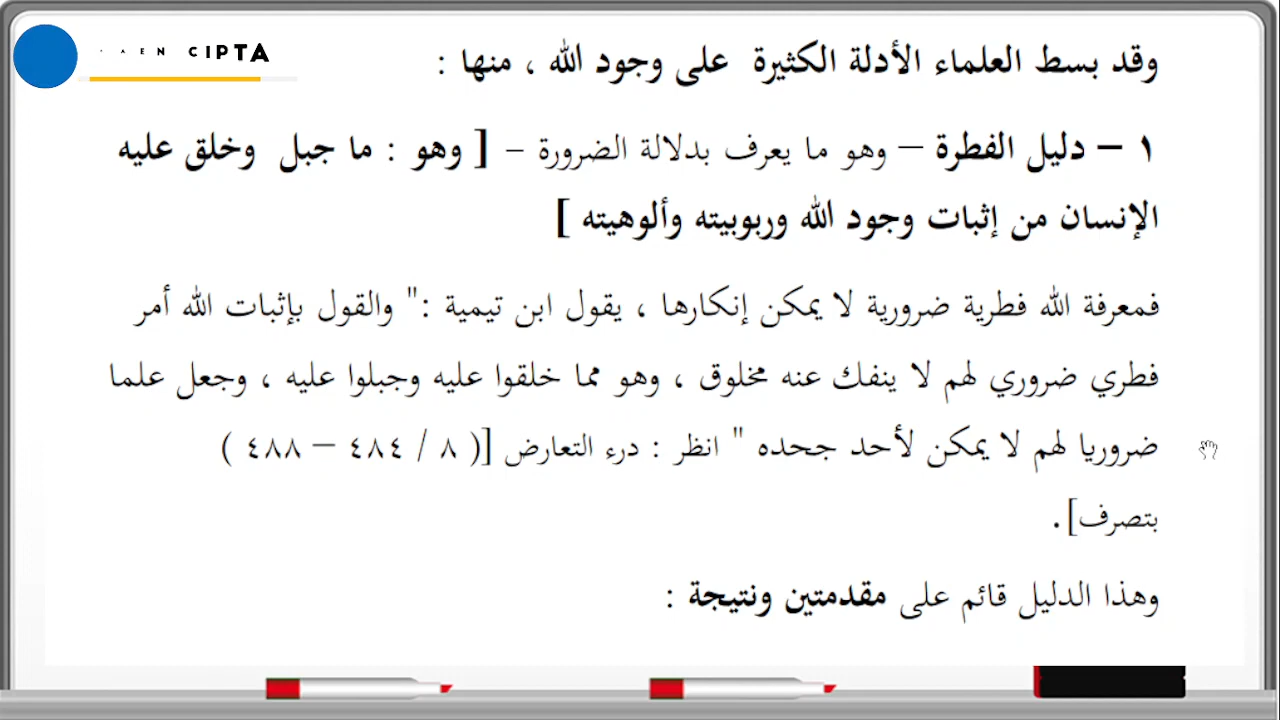 EN CIPTA
وقد بسط العلماء الأدلة الكثيرة على وجود الله ، منها :
١ – دليل الفطرة – وهو ما يعرف بدلالة الضرورة – [ وهو : ما جبل وخلق عليه
الإنسان من إثبات وجود الله وربوبيته وألوهيته ]
فمعرفة الله فطرية ضرورية لا يمكن إنكارها ، يقول ابن تيمية :" والقول بإثبات الله أمر
فطري ضروري لهم لا ينفك عنه مخلوق ، وهو مما خلقوا عليه وجبلوا عليه ، وجعل علما
ضروريا لهم لا يمكن لأحد جحده " انظر : درء التعارض [( ٨ / ٤٨٤ – ٤٨٨ )
بتصرف].
وهذا الدليل قائم على مقدمتين ونتيجة :